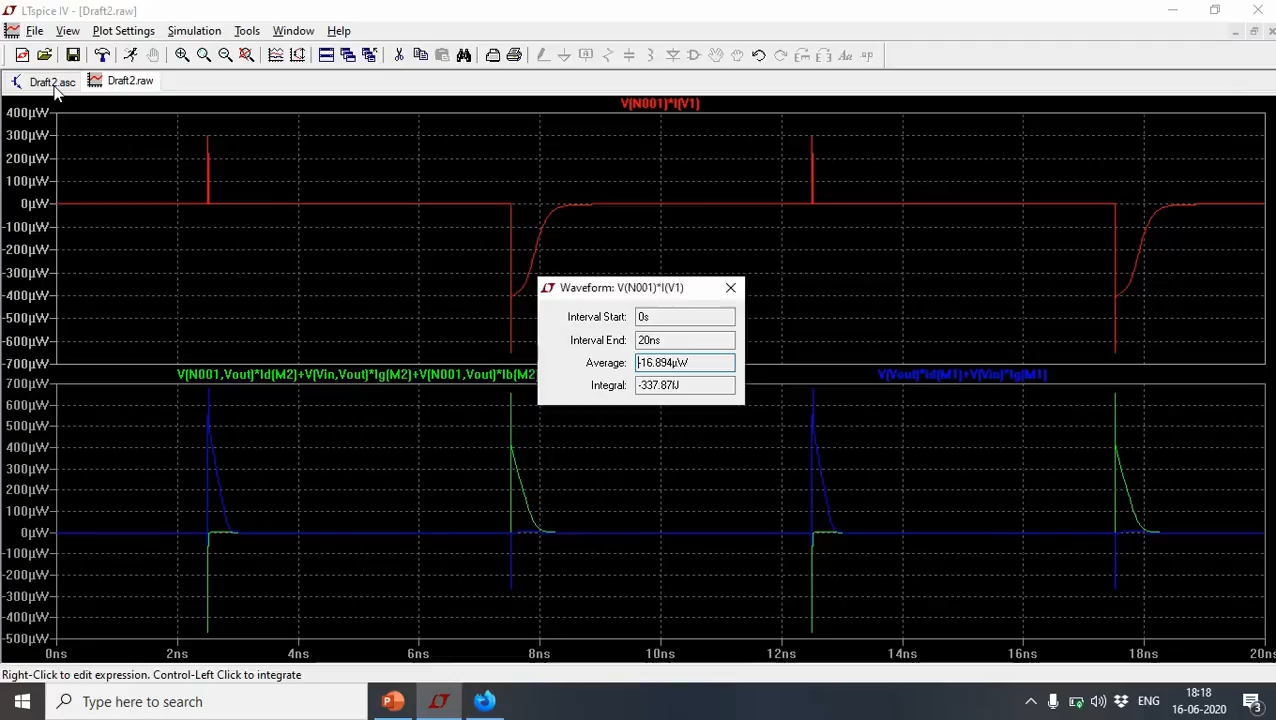 LTspice IV - [Draft2.raw]
File View Plot Settings Simulation Tools Window Help
Draft2.asc Draft2.raw
V(N001)*I(V1)
400µW
300µW
200µW
100µW
0µW
-100µW
-200µW
-300µW
-400µW
-500µW
-600µW
-700µW
Waveform: V(N001)*I(V1)
Interval Start: 0s
Interval End: 20ns
Average: -16.894µW
Integral: -337.87fJ
V(N001,Vout)*Id(M2)+V(Vin,Vout)*Ig(M2)+V(N001,Vout)*Ib(M2) V(Vout)*Id(M1)+V(Vin)*Ig(M1)
700µW
600µW
500µW
400µW
300µW
200µW
100µW
0µW
-100µW
-200µW
-300µW
-400µW
-500µW
0ns 2ns 4ns 6ns 8ns 10ns 12ns 14ns 16ns 18ns 20ns
Right-Click to edit expression. Control-Left Click to integrate
Type here to search
ENG
18:18
16-06-2020
3